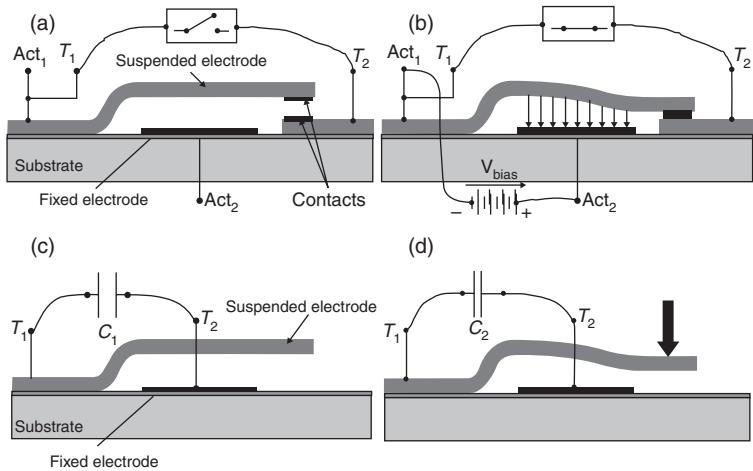 (a)
Act1
T1
T2
Suspended electrode
Substrate
Fixed electrode
Act2
Contacts
(b)
Act1
T1
T2
Vbias
− +
Act2
(c)
T1
C1
T2
Suspended electrode
Substrate
Fixed electrode
(d)
T1
C2
T2